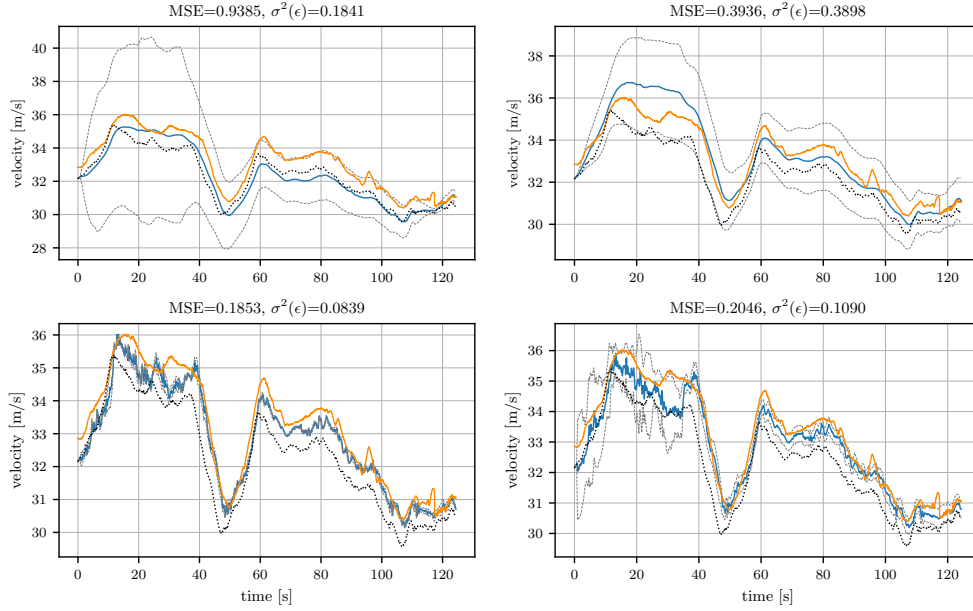 MSE=0.9385, σ²(ϵ)=0.1841
MSE=0.3936, σ²(ϵ)=0.3898
velocity [m/s]
40
38
36
34
32
30
28
0 20 40 60 80 100 120
velocity [m/s]
38
36
34
32
30
0 20 40 60 80 100 120
MSE=0.1853, σ²(ϵ)=0.0839
MSE=0.2046, σ²(ϵ)=0.1090
velocity [m/s]
36
35
34
33
32
31
30
0 20 40 60 80 100 120
time [s]
velocity [m/s]
36
35
34
33
32
31
30
0 20 40 60 80 100 120
time [s]